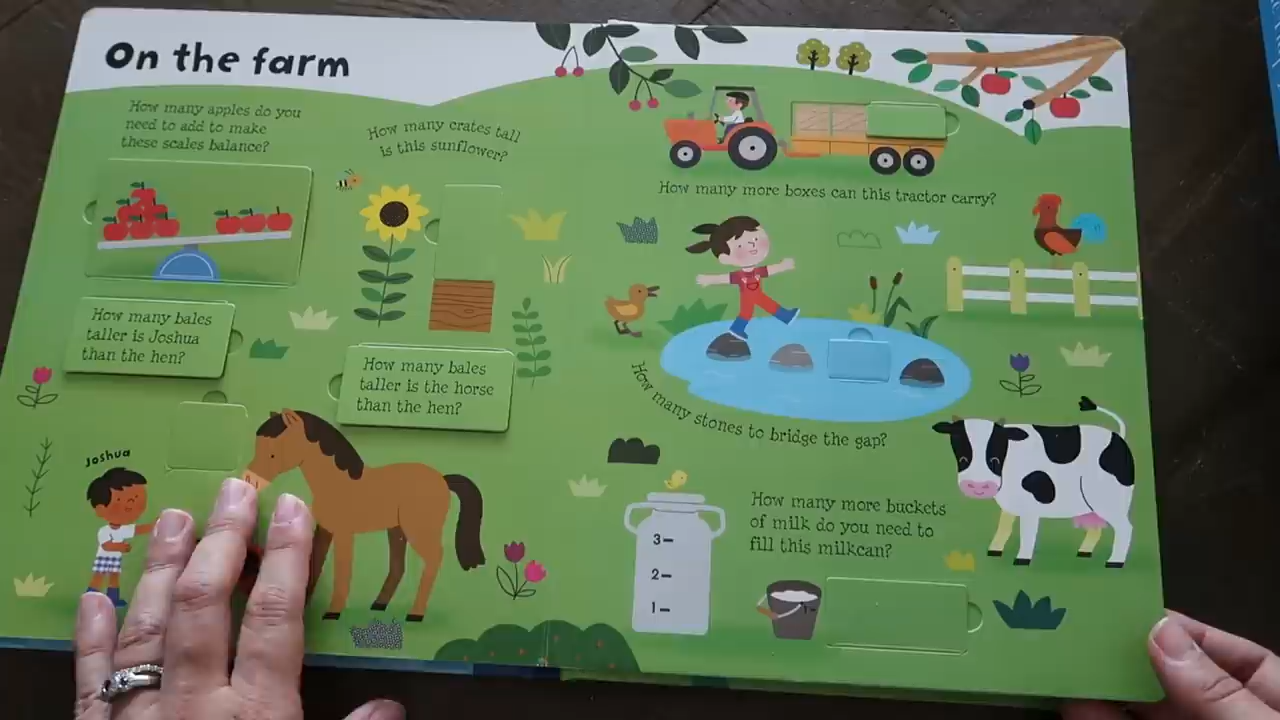 On the farm
How many apples do you
need to add to make
these scales balance?
How many crates tall
is this sunflower?
How many bales
taller is Joshua
than the hen?
How many bales
taller is the horse
than the hen?
Joshua
How many more boxes can this tractor carry?
How many stones to bridge the gap?
How many more buckets
of milk do you need to
fill this milkcan?
3-
2-
1-
1-